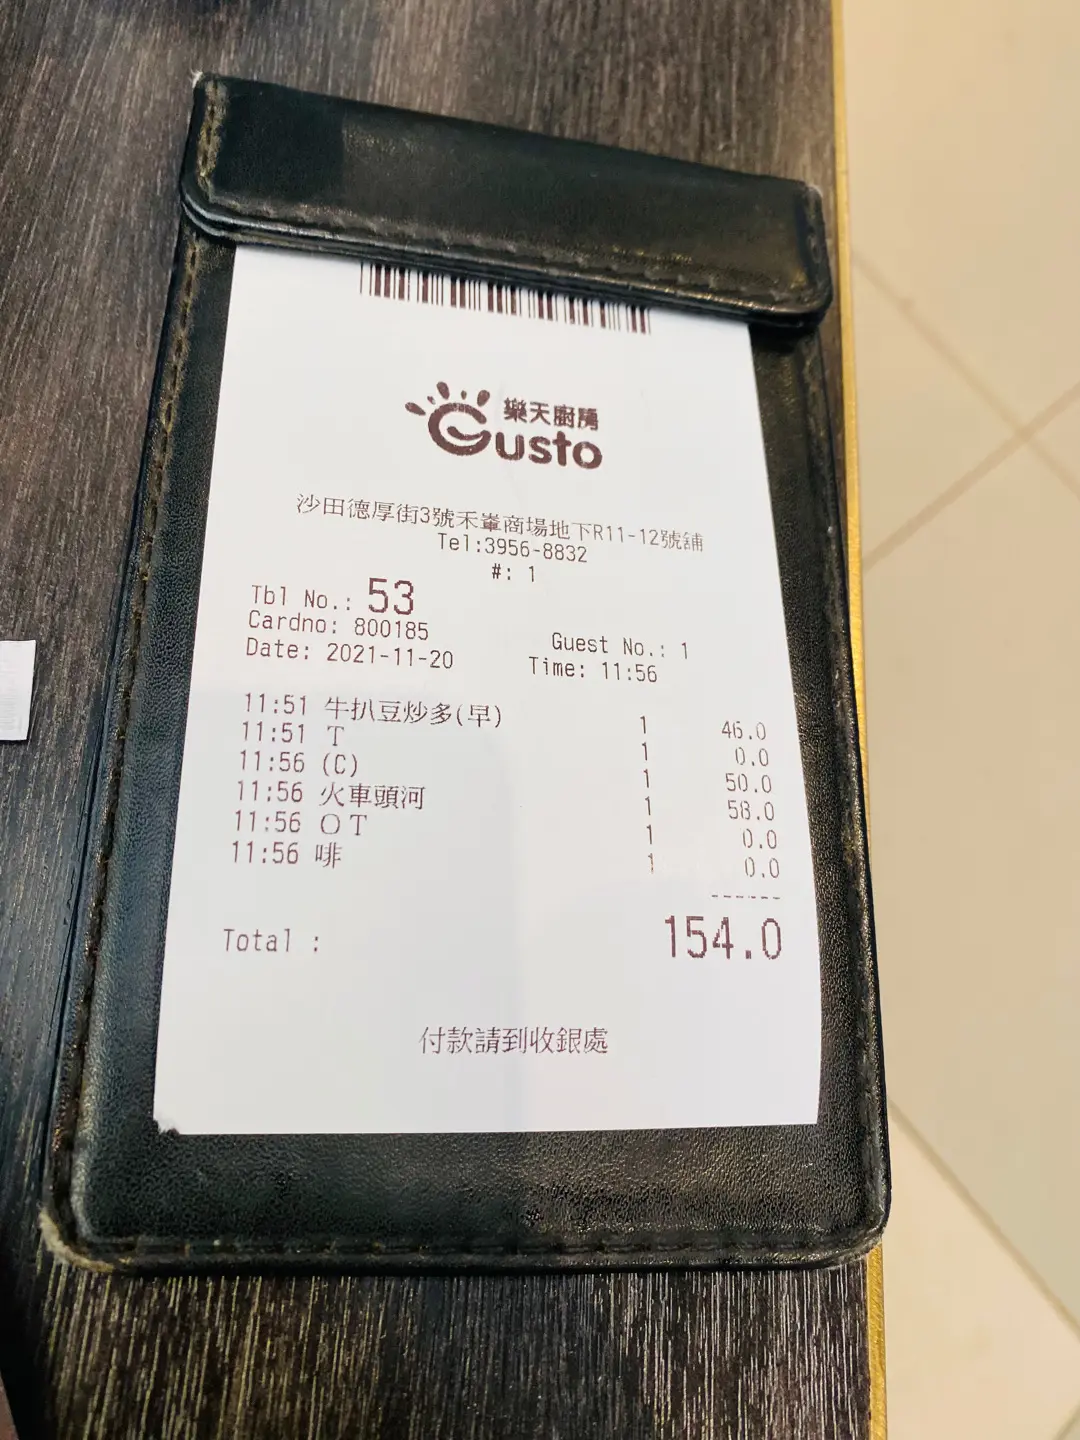 樂天廚房
Gusto
沙田德厚街3號禾輋商場地下R11-12號舖
Tel:3956-8832
#: 1
Tbl No.: 53
Cardno: 800185 Guest No.: 1
Date: 2021-11-20 Time: 11:56
11:51 牛扒豆炒多(早) 1 46.0
11:51 T 1 0.0
11:56 (C) 1 50.0
11:56 火車頭河 1 58.0
11:56 OT 1 0.0
11:56 啡 1 0.0
------
Total : 154.0
付款請到收銀處